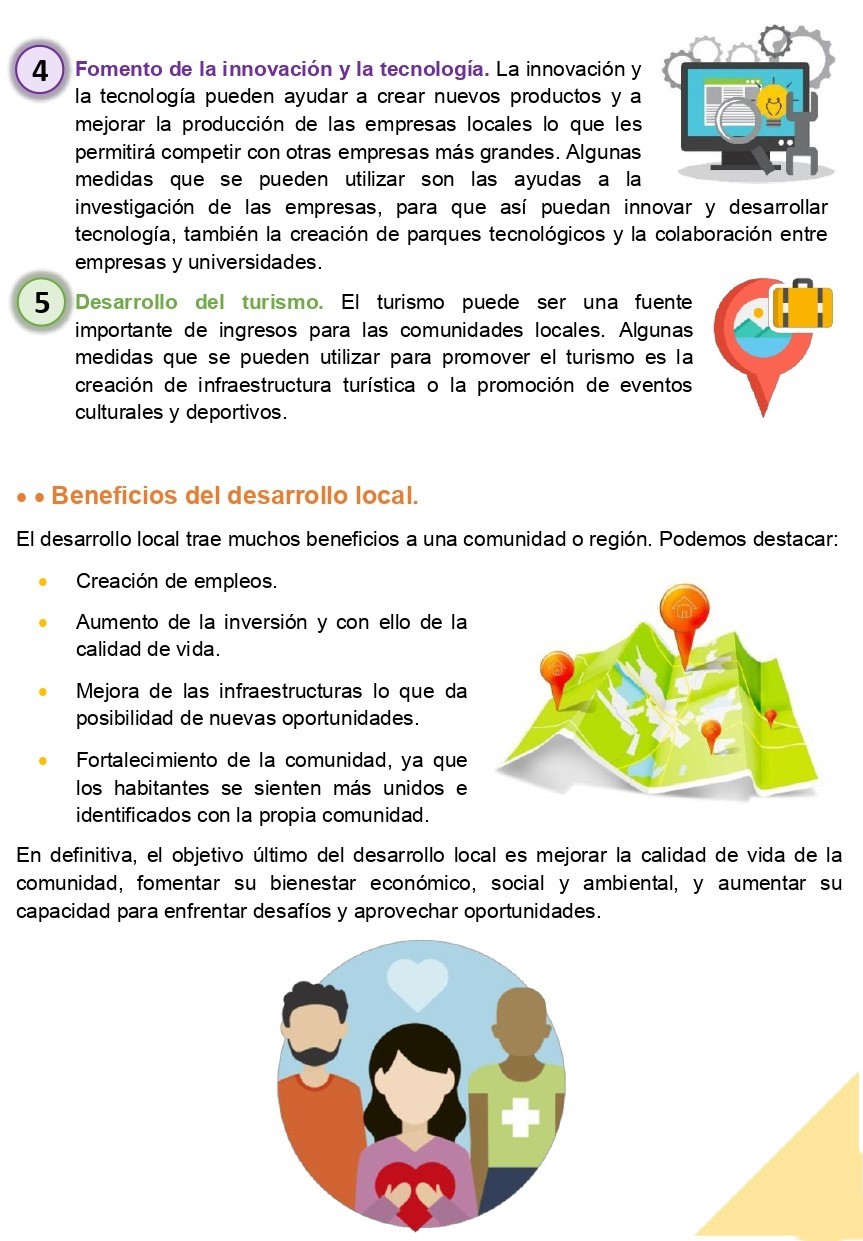 4
Fomento de la innovación y la tecnología. La innovación y
la tecnología pueden ayudar a crear nuevos productos y a
mejorar la producción de las empresas locales lo que les
permitirá competir con otras empresas más grandes. Algunas
medidas que se pueden utilizar son las ayudas a la
investigación de las empresas, para que así puedan innovar y desarrollar
tecnología, también la creación de parques tecnológicos y la colaboración entre
empresas y universidades.
5
Desarrollo del turismo. El turismo puede ser una fuente
importante de ingresos para las comunidades locales. Algunas
medidas que se pueden utilizar para promover el turismo es la
creación de infraestructura turística o la promoción de eventos
culturales y deportivos.
• • Beneficios del desarrollo local.
El desarrollo local trae muchos beneficios a una comunidad o región. Podemos destacar:
• Creación de empleos.
• Aumento de la inversión y con ello de la
calidad de vida.
• Mejora de las infraestructuras lo que da
posibilidad de nuevas oportunidades.
• Fortalecimiento de la comunidad, ya que
los habitantes se sienten más unidos e
identificados con la propia comunidad.
En definitiva, el objetivo último del desarrollo local es mejorar la calidad de vida de la
comunidad, fomentar su bienestar económico, social y ambiental, y aumentar su
capacidad para enfrentar desafíos y aprovechar oportunidades.